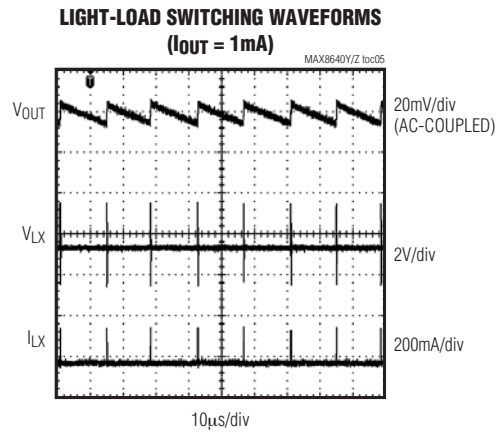 LIGHT-LOAD SWITCHING WAVEFORMS
(IOUT = 1mA)
MAX8640Y/Z toc05
VOUT
20mV/div
(AC-COUPLED)
VLX
2V/div
ILX
200mA/div
10μs/div